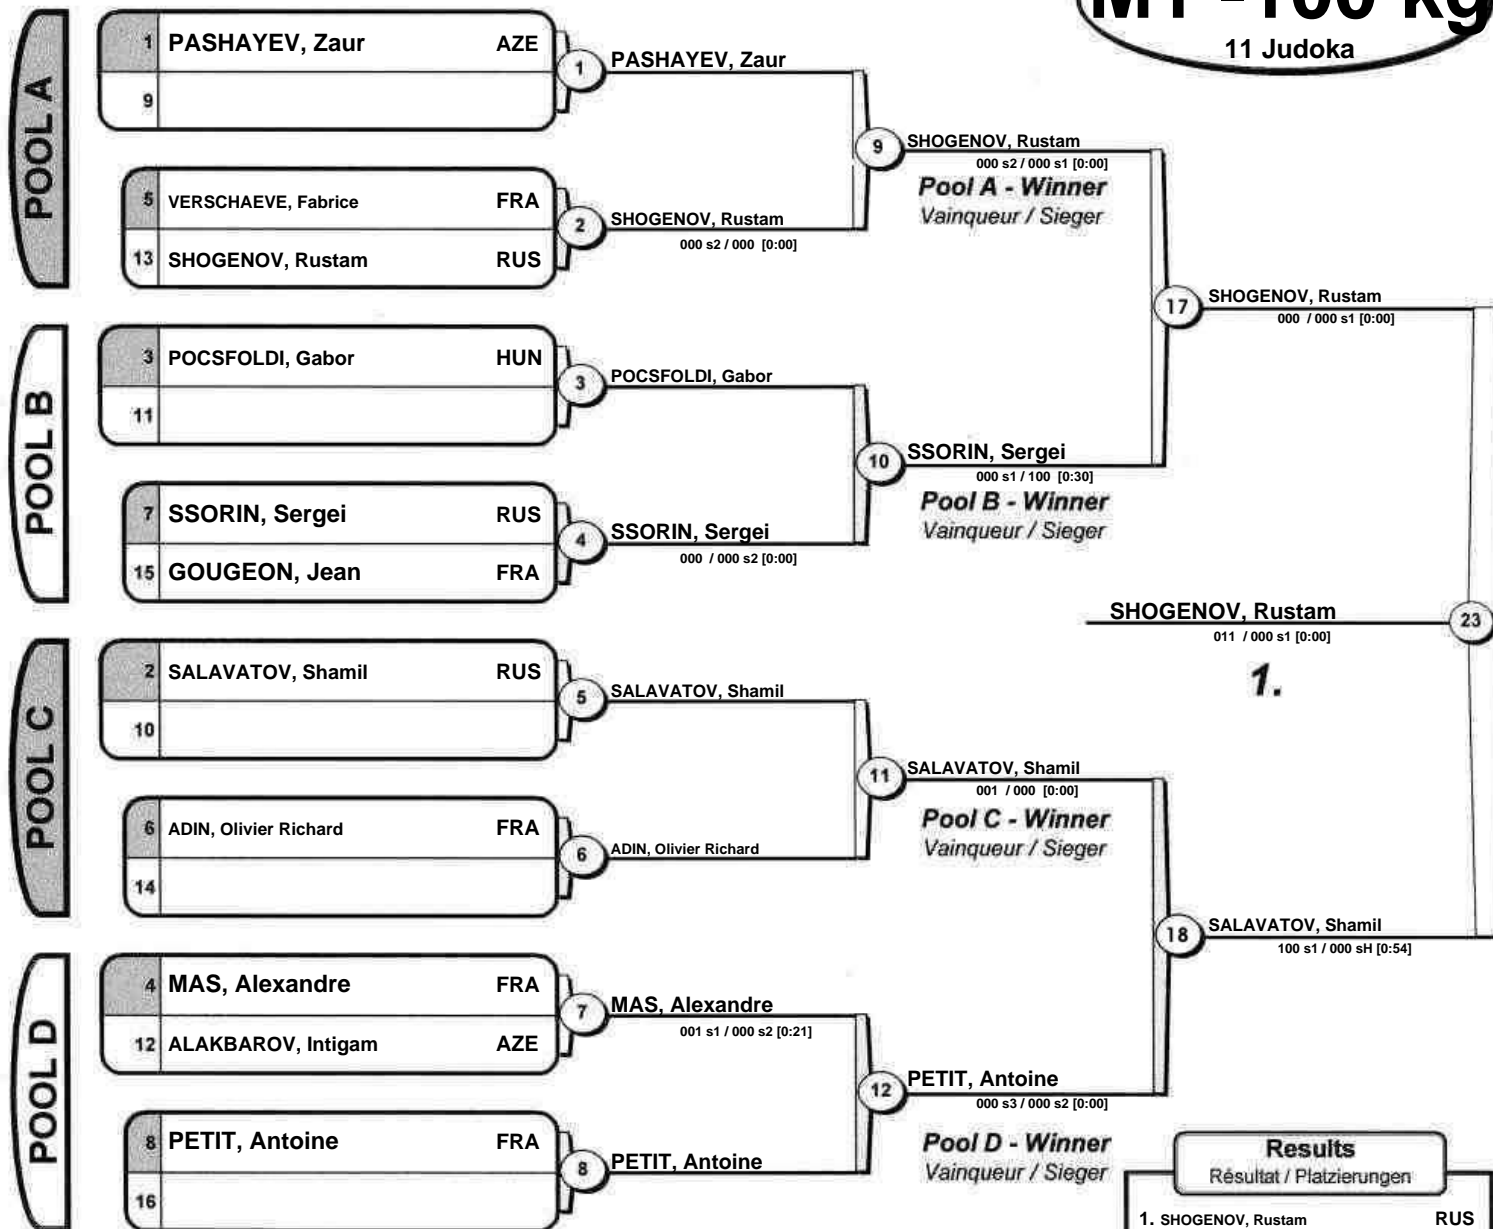 M1 -100 kg
11 Judoka
POOL A
1 PASHAYEV, Zaur AZE
9
1 PASHAYEV, Zaur
5 VERSCHAEVE, Fabrice FRA
13 SHOGENOV, Rustam RUS
2 SHOGENOV, Rustam
000 s2 / 000 [0:00]
9 SHOGENOV, Rustam
000 s2 / 000 s1 [0:00]
Pool A - Winner
Vainqueur / Sieger
POOL B
3 POCSFOLDI, Gabor HUN
11
3 POCSFOLDI, Gabor
7 SSORIN, Sergei RUS
15 GOUGEON, Jean FRA
4 SSORIN, Sergei
000 / 000 s2 [0:00]
10 SSORIN, Sergei
000 s1 / 100 [0:30]
Pool B - Winner
Vainqueur / Sieger
17 SHOGENOV, Rustam
000 / 000 s1 [0:00]
SHOGENOV, Rustam 23
011 / 000 s1 [0:00]
1.
POOL C
2 SALAVATOV, Shamil RUS
10
5 SALAVATOV, Shamil
6 ADIN, Olivier Richard FRA
14
6 ADIN, Olivier Richard
11 SALAVATOV, Shamil
001 / 000 [0:00]
Pool C - Winner
Vainqueur / Sieger
18 SALAVATOV, Shamil
100 s1 / 000 sH [0:54]
POOL D
4 MAS, Alexandre FRA
12 ALAKBAROV, Intigam AZE
7 MAS, Alexandre
001 s1 / 000 s2 [0:21]
8 PETIT, Antoine FRA
16
8 PETIT, Antoine
12 PETIT, Antoine
000 s3 / 000 s2 [0:00]
Pool D - Winner
Vainqueur / Sieger
Results
Résultat / Platzierungen
1. SHOGENOV, Rustam RUS